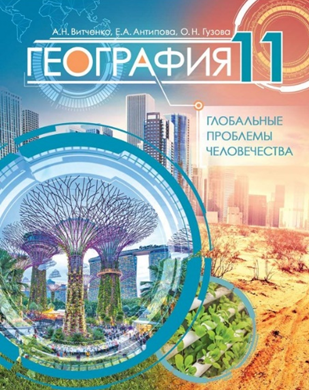 А.Н. Витченко, Е.А. Антипова, О.Н. Гузова
ГЕОГРАФИЯ 11
ГЛОБАЛЬНЫЕ
ПРОБЛЕМЫ
ЧЕЛОВЕЧЕСТВА